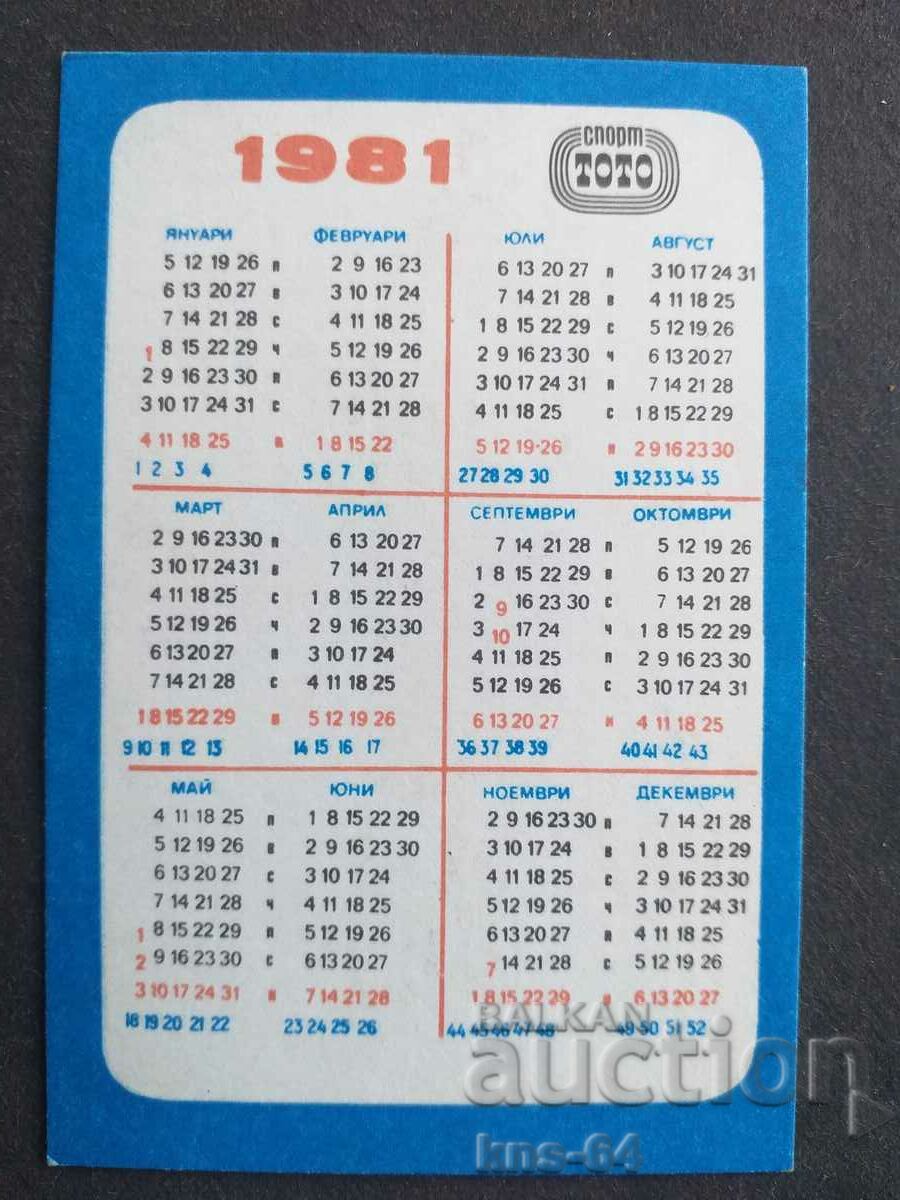 1981
спорт
ТОТО
ЯНУАРИ ФЕВРУАРИ
5 12 19 26 п 2 9 16 23
6 13 20 27 в 3 10 17 24
7 14 21 28 с 4 11 18 25
1 8 15 22 29 ч 5 12 19 26
2 9 16 23 30 п 6 13 20 27
3 10 17 24 31 с 7 14 21 28
4 11 18 25 н 1 8 15 22
1 2 3 4 5 6 7 8
ЮЛИ АВГУСТ
6 13 20 27 п 3 10 17 24 31
7 14 21 28 в 4 11 18 25
1 8 15 22 29 с 5 12 19 26
2 9 16 23 30 ч 6 13 20 27
3 10 17 24 31 п 7 14 21 28
4 11 18 25 с 1 8 15 22 29
5 12 19 26 н 2 9 16 23 30
27 28 29 30 31 32 33 34 35
МАРТ АПРИЛ
2 9 16 23 30 п 6 13 20 27
3 10 17 24 31 в 7 14 21 28
4 11 18 25 с 1 8 15 22 29
5 12 19 26 ч 2 9 16 23 30
6 13 20 27 п 3 10 17 24
7 14 21 28 с 4 11 18 25
1 8 15 22 29 н 5 12 19 26
9 10 11 12 13 14 15 16 17
СЕПТЕМВРИ ОКТОМВРИ
7 14 21 28 п 5 12 19 26
1 8 15 22 29 в 6 13 20 27
2 9 16 23 30 с 7 14 21 28
3 10 17 24 ч 1 8 15 22 29
4 11 18 25 п 2 9 16 23 30
5 12 19 26 с 3 10 17 24 31
6 13 20 27 н 4 11 18 25
36 37 38 39 40 41 42 43
МАЙ ЮНИ
4 11 18 25 п 1 8 15 22 29
5 12 19 26 в 2 9 16 23 30
6 13 20 27 с 3 10 17 24
7 14 21 28 ч 4 11 18 25
1 8 15 22 29 п 5 12 19 26
2 9 16 23 30 с 6 13 20 27
3 10 17 24 31 н 7 14 21 28
18 19 20 21 22 23 24 25 26
НОЕМВРИ ДЕКЕМВРИ
2 9 16 23 30 п 7 14 21 28
3 10 17 24 в 1 8 15 22 29
4 11 18 25 с 2 9 16 23 30
5 12 19 26 ч 3 10 17 24 31
6 13 20 27 п 4 11 18 25
7 14 21 28 с 5 12 19 26
1 8 15 22 29 н 6 13 20 27
44 45 46 47 48 49 50 51 52
BALKAN
auction
kns-64